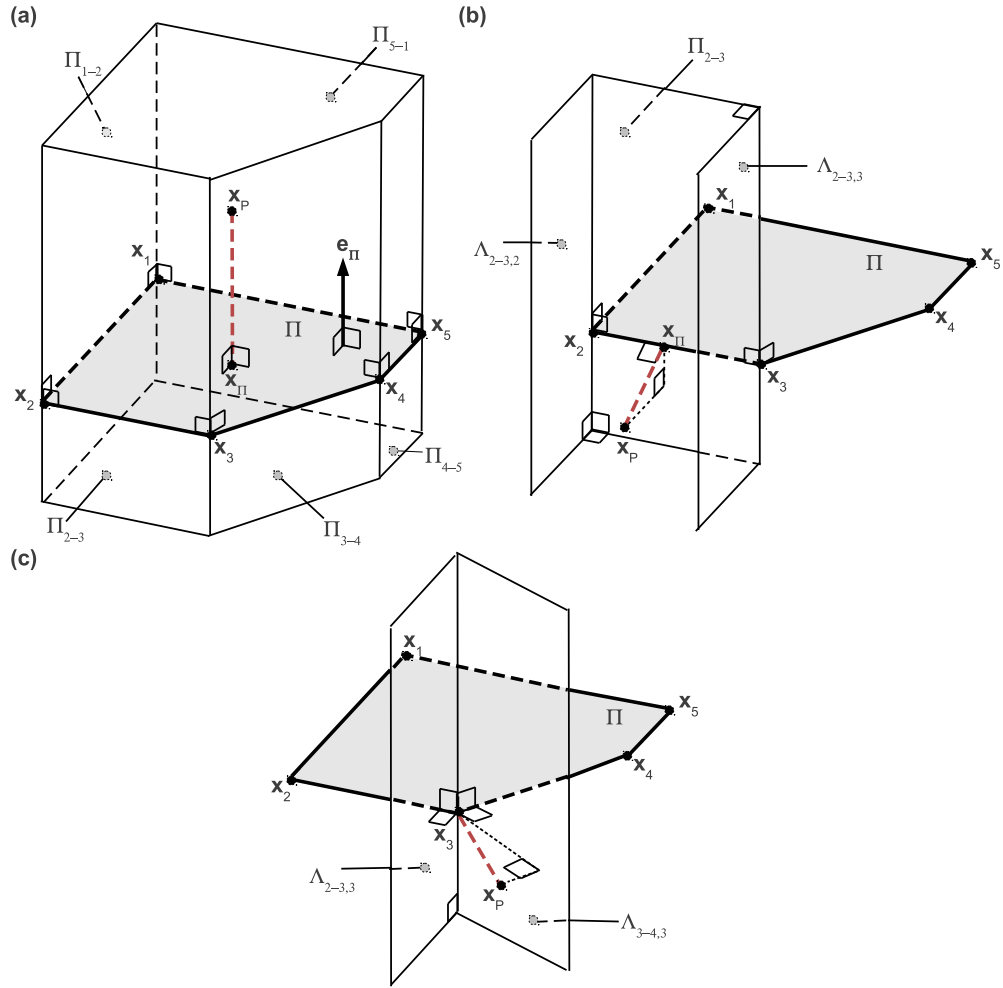 (a)
Π1–2
Π5–1
xP
x1
eΠ
Π
x5
xΠ
x2
x4
x3
Π4–5
Π2–3
Π3–4
(b)
Π2–3
Λ2–3,3
x1
Λ2–3,2
Π
x5
x2
xΠ
x4
x3
xP
(c)
x1
Π
x5
x4
x2
x3
Λ2–3,3
xP
Λ3–4,3